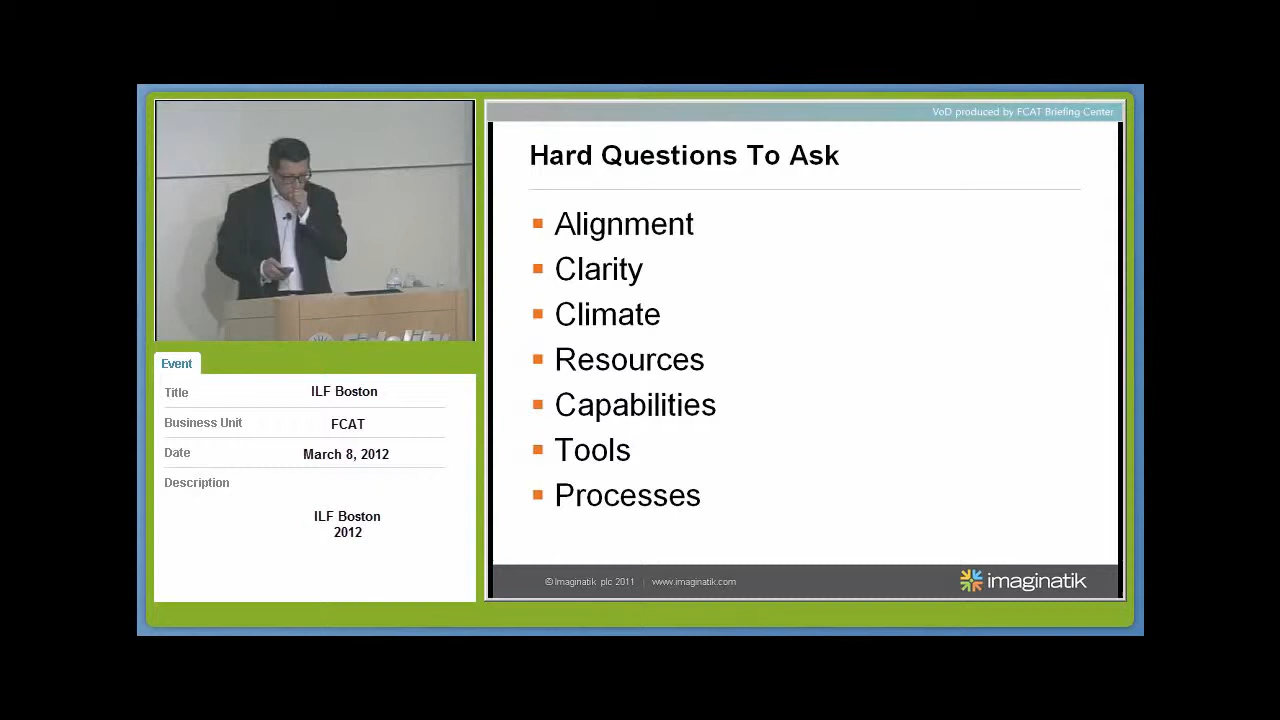 VoD produced by FCAT Briefing Center
Hard Questions To Ask
Alignment
Clarity
Climate
Resources
Capabilities
Tools
Processes
© Imaginatik plc 2011 | www.imaginatik.com
imaginatik
Fidelity
Event
Title ILF Boston
Business Unit FCAT
Date March 8, 2012
Description
ILF Boston
2012